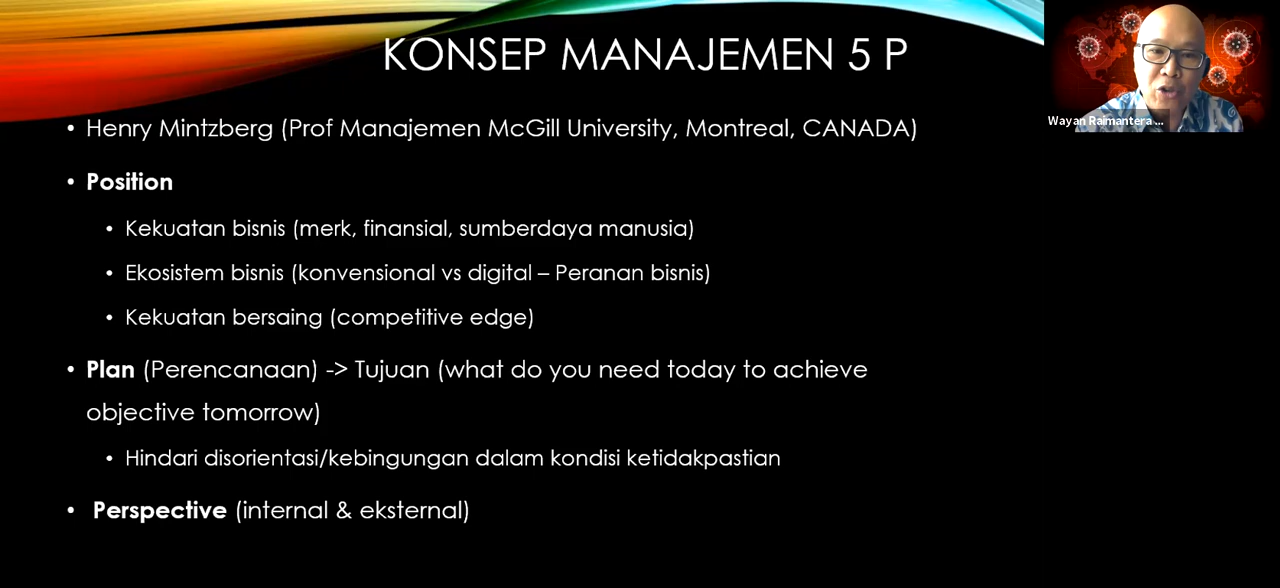 KONSEP MANAJEMEN 5 P
Wayan Raimantera ...
• Henry Mintzberg (Prof Manajemen McGill University, Montreal, CANADA)
• Position
• Kekuatan bisnis (merk, finansial, sumberdaya manusia)
• Ekosistem bisnis (konvensional vs digital – Peranan bisnis)
• Kekuatan bersaing (competitive edge)
• Plan (Perencanaan) -> Tujuan (what do you need today to achieve
objective tomorrow)
• Hindari disorientasi/kebingungan dalam kondisi ketidakpastian
• Perspective (internal & eksternal)